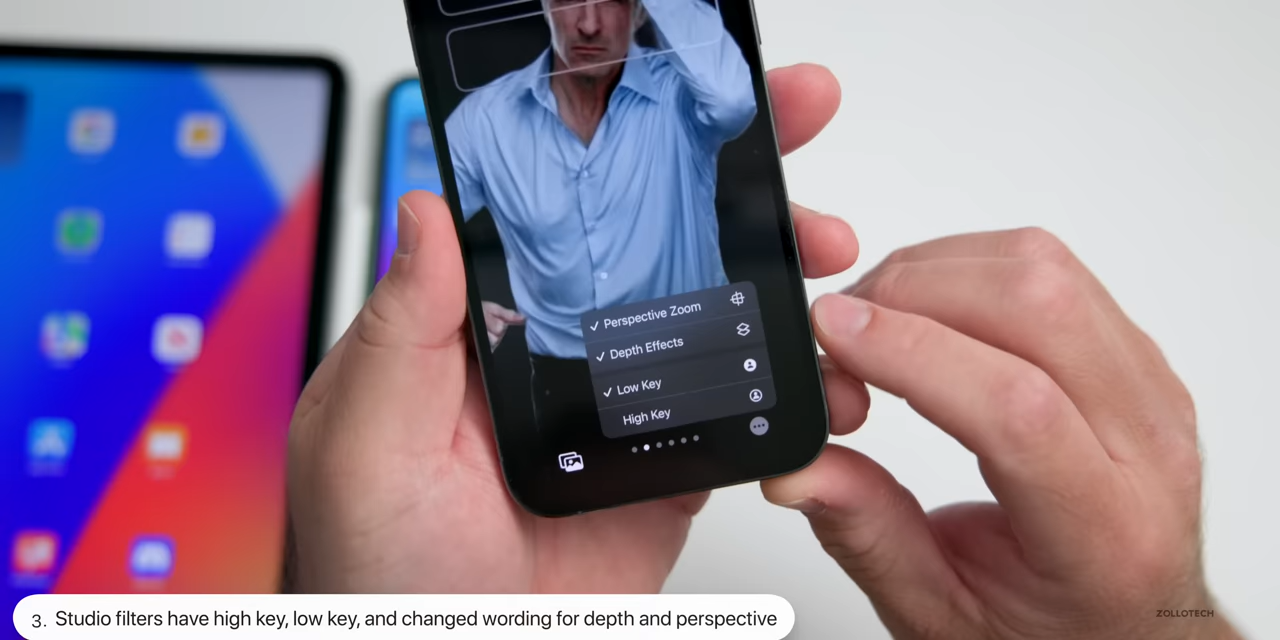 Perspective Zoom
Depth Effects
Low Key
High Key
3. Studio filters have high key, low key, and changed wording for depth and perspective
ZOLLOTECH